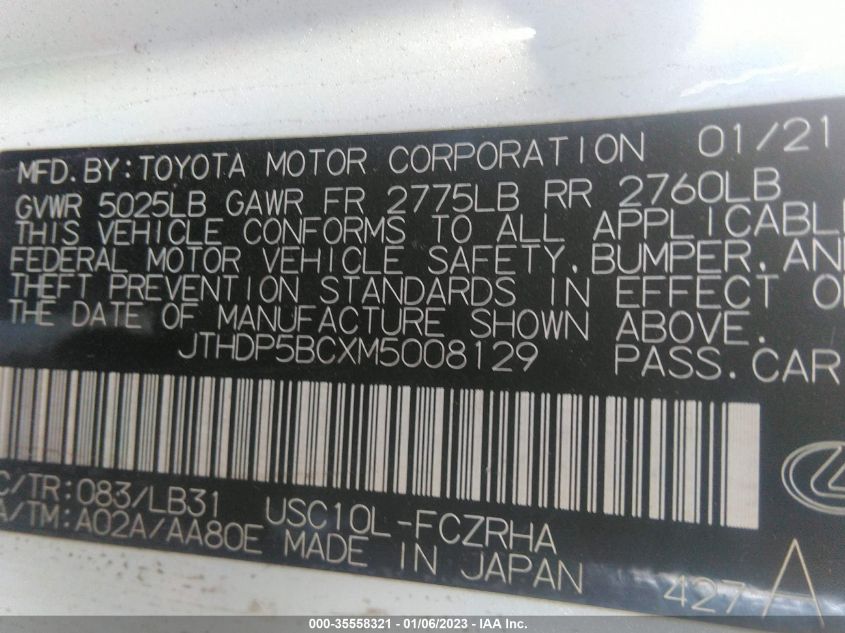 MFD.BY:TOYOTA MOTOR CORPORATION 01/21
GVWR 5025LB GAWR FR 2775LB RR 2760LB
THIS VEHICLE CONFORMS TO ALL APPLICABLE
FEDERAL MOTOR VEHICLE SAFETY,BUMPER,AND
THEFT PREVENTION STANDARDS IN EFFECT O
THE DATE OF MANUFACTURE SHOWN ABOVE.
JTHDP5BCXM5008129 PASS.CAR
C/TR:083/LB31 USC10L-FCZRHA
A/TM:A02A/AA80E MADE IN JAPAN 427 A
000-35558321 - 01/06/2023 - IAA Inc.